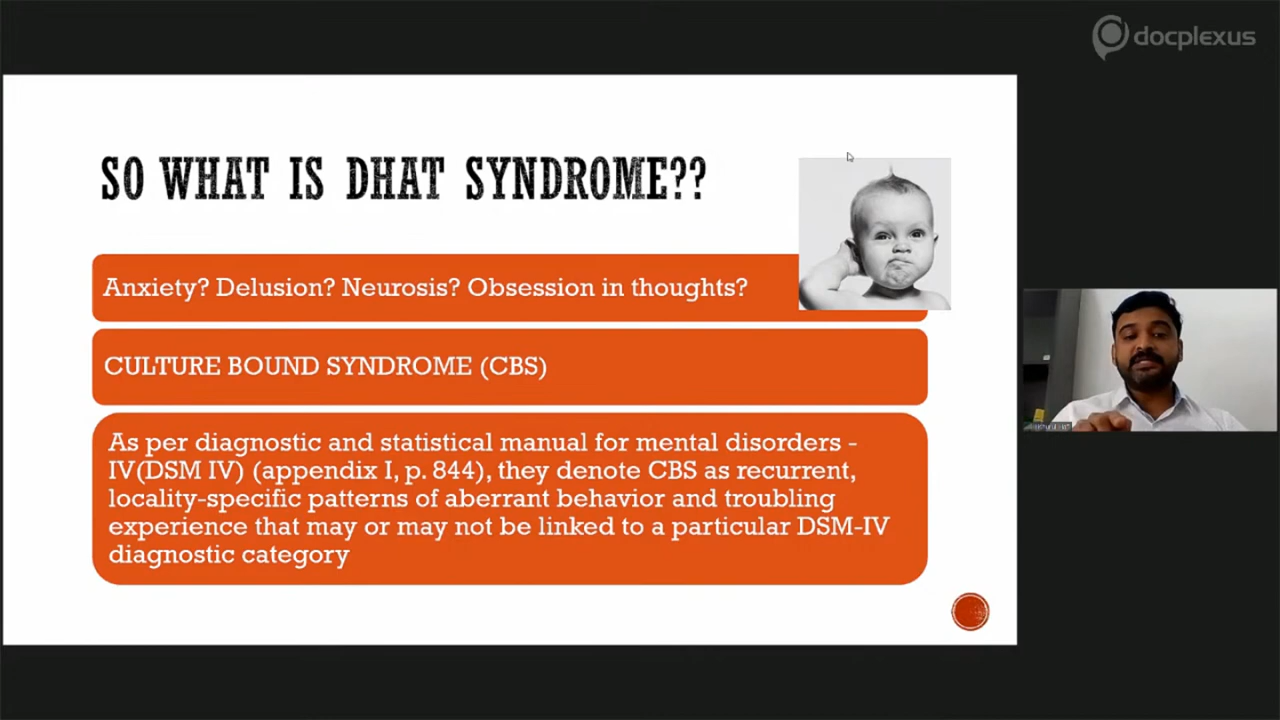 docplexus
SO WHAT IS DHAT SYNDROME??
Anxiety? Delusion? Neurosis? Obsession in thoughts?
CULTURE BOUND SYNDROME (CBS)
As per diagnostic and statistical manual for mental disorders -
IV(DSM IV) (appendix I, p. 844), they denote CBS as recurrent,
locality-specific patterns of aberrant behavior and troubling
experience that may or may not be linked to a particular DSM-IV
diagnostic category